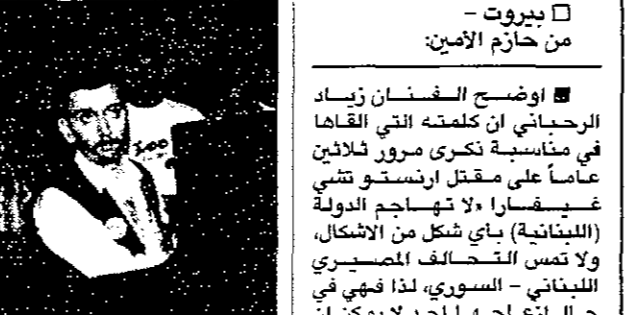 □ بيروت –
من حازم الأمين:
■ اوضح الفنان زياد
الرحباني ان كلمته التي القاها
في مناسبة ذكرى مرور ثلاثين
عاماً على مقتل ارنستو تشي
غيفارا «لا تهاجم الدولة
(اللبنانية) بأي شكل من الاشكال،
ولا تمس التحالف المصيري
اللبناني – السوري، لذا فهي في
حال